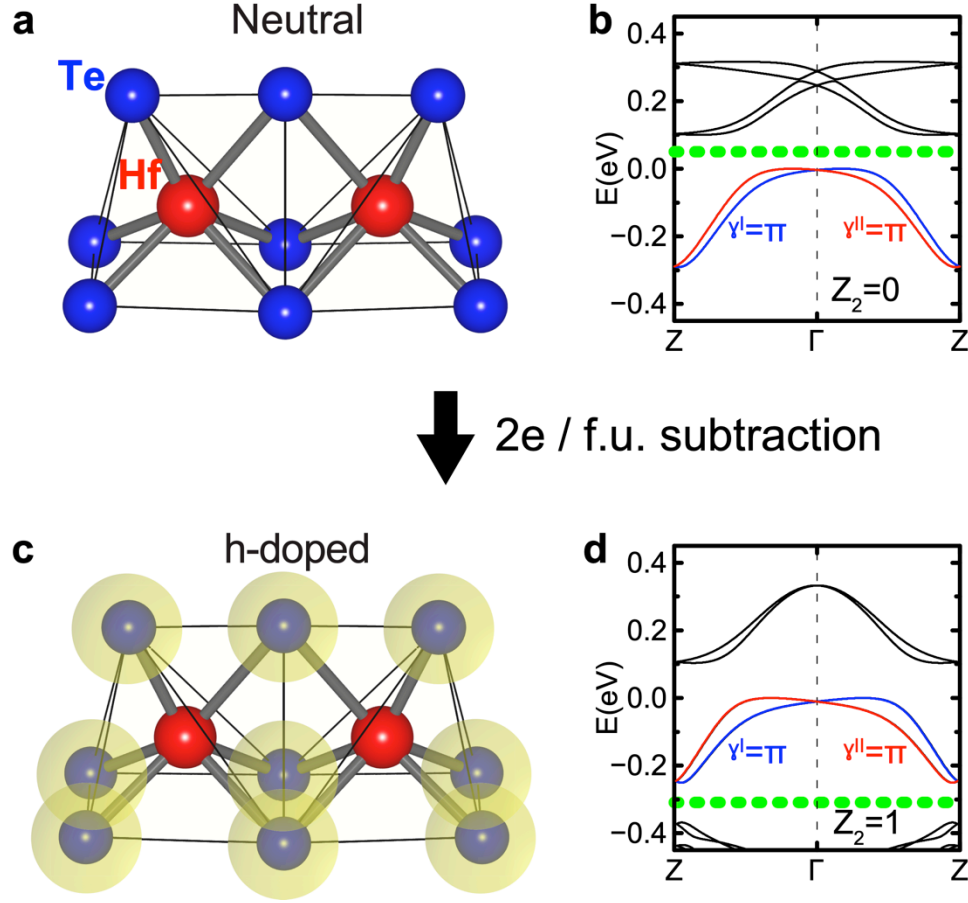 a
Neutral
Te
Hf
b
0.4
0.2
0.0
−0.2
−0.4
E(eV)
γᴵ=π
γᴵᴵ=π
Z₂=0
Z
Γ
Z
2e / f.u. subtraction
c
h-doped
d
0.4
0.2
0.0
−0.2
−0.4
E(eV)
γᴵ=π
γᴵᴵ=π
Z₂=1
Z
Γ
Z